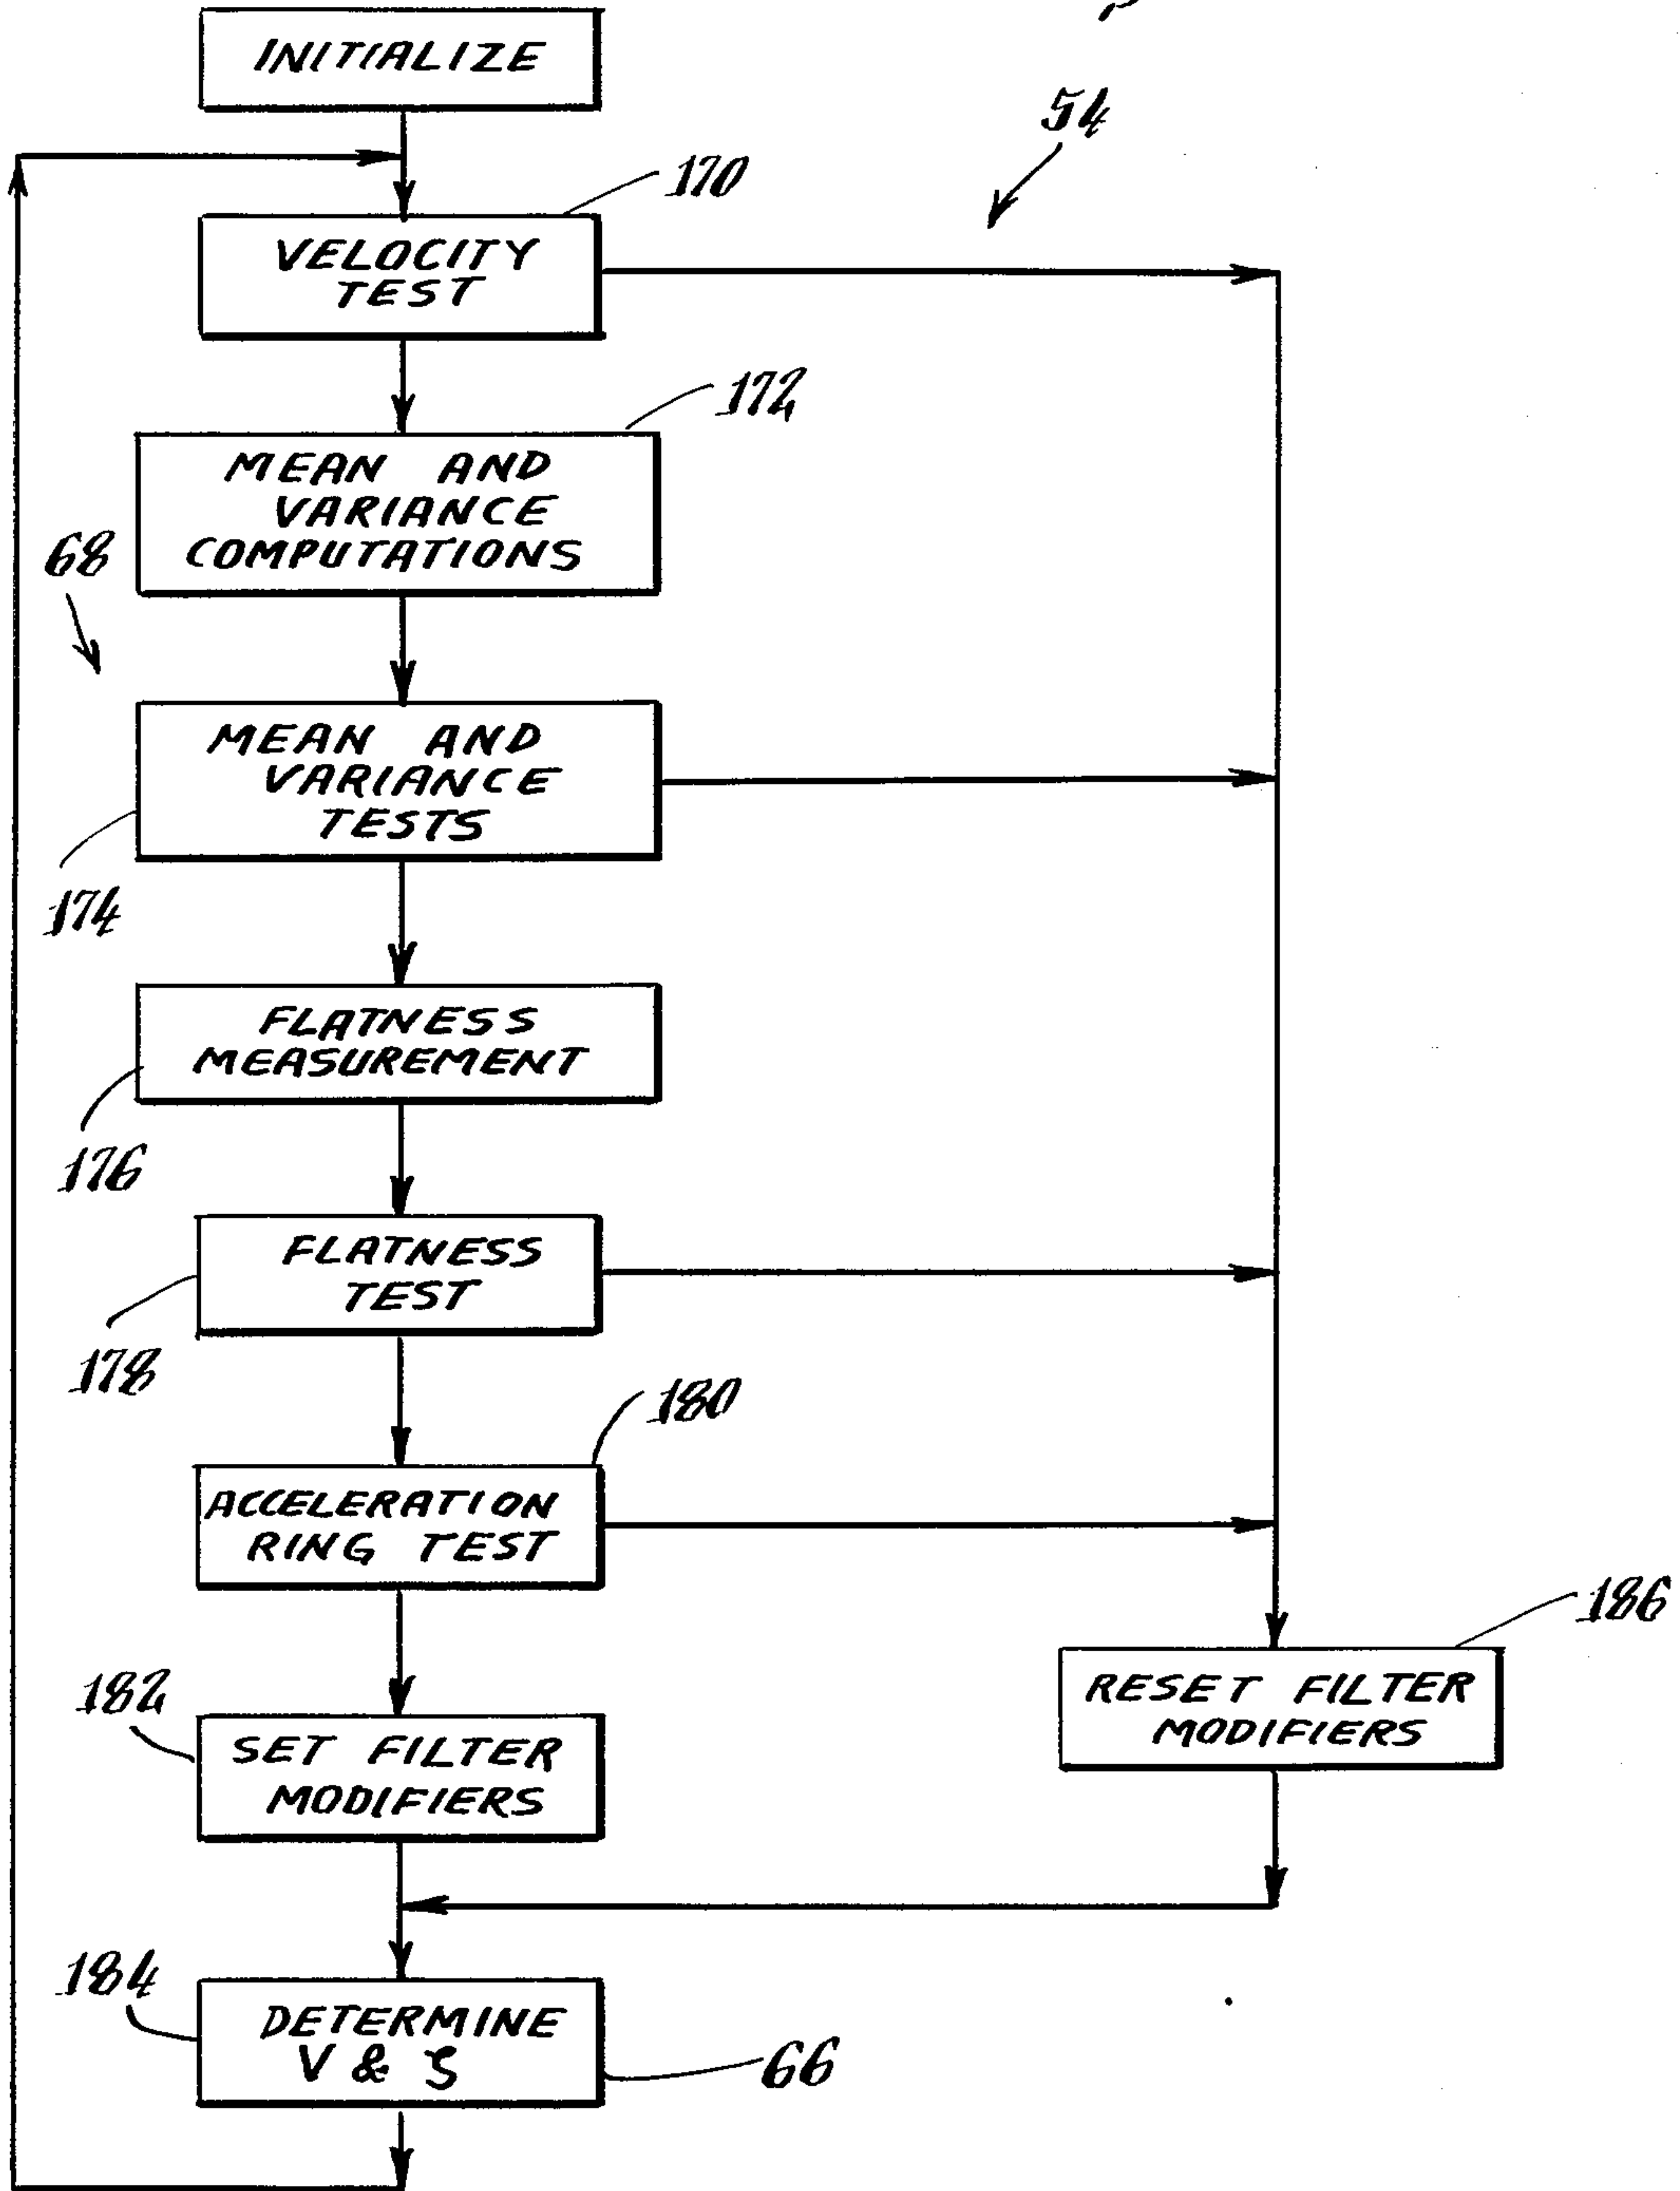 INITIALIZE
54
170
VELOCITY
TEST
172
MEAN AND
VARIANCE
COMPUTATIONS
68
MEAN AND
VARIANCE
TESTS
174
FLATNESS
MEASUREMENT
176
FLATNESS
TEST
178
180
ACCELERATION
RING TEST
186
RESET FILTER
MODIFIERS
182
SET FILTER
MODIFIERS
184
DETERMINE
V &
66